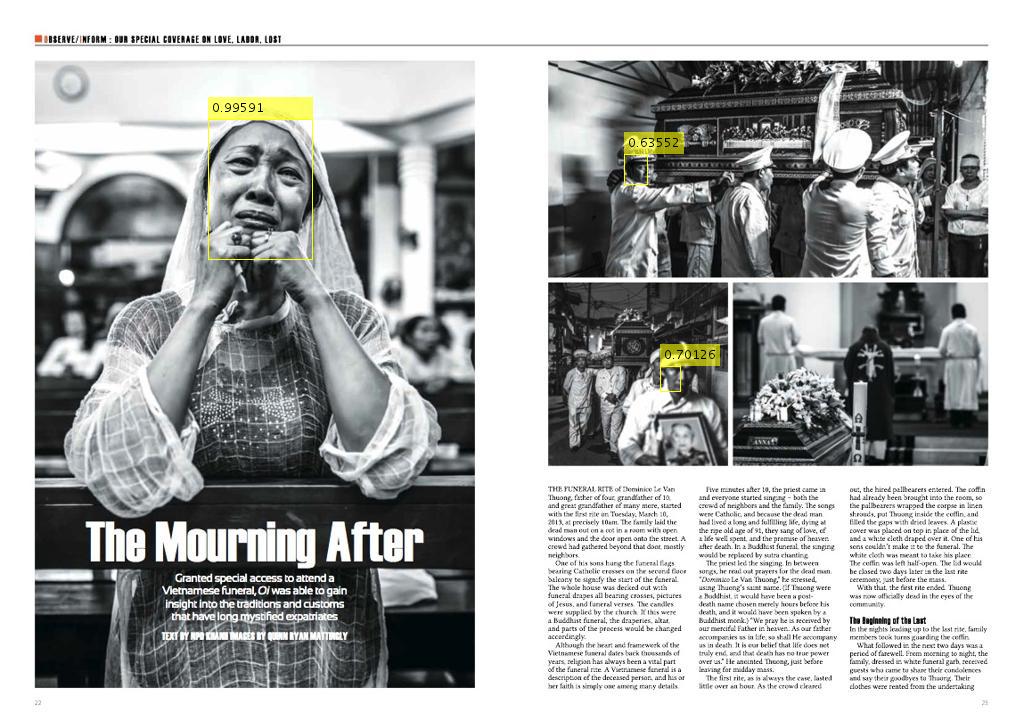 OBSERVE/INFORM : OUR SPECIAL COVERAGE ON LOVE, LABOR, LOST
0.99591
The Mourning After
Granted special access to attend a
Vietnamese funeral, Oi was able to gain
insight into the traditions and customs
that have long mystified expatriates
TEXT BY NPD KHANH IMAGES BY QUINN RYAN MATTINGLY
22
0.63552
0.70126
ANNA
A
Ω
THE FUNERAL RITE of Dominico Le Van
Thuong, father of four, grandfather of 10,
and great grandfather of many more, started
with the first rite in Tuesday, March 10,
2013, at precisely 10am. The family laid the
dead man out on a cot in a room with open
windows and the door open onto the street. A
crowd had gathered beyond that door, mostly
neighbors.
One of his sons hung the funeral flags
bearing Catholic crosses on the second floor
balcony to signify the start of the funeral.
The whole house was decked out with
funeral drapes all bearing crosses, pictures
of Jesus, and funeral verses. The candles
were supplied by the church. If this were
a Buddhist funeral, the draperies, altar,
and parts of the process would be changed
accordingly.
Although the heart and framework of the
Vietnamese funeral dates back thousands of
years, religion has always been a vital part
of the funeral rite. A Vietnamese funeral is a
description of the deceased person, and his or
her faith is simply one among many details.
Five minutes after 10, the priest came in
and everyone started singing – both the
crowd of neighbors and the family. The songs
were Catholic, and because the dead man
had lived a long and fulfilling life, dying at
the ripe old age of 91, they sang of love, of
a life well spent, and the promise of heaven
after death. In a Buddhist funeral, the singing
would be replaced by sutra chanting.
The priest led the singing. In between
songs, he read out prayers for the dead man.
"Dominico Le Van Thuong," he stressed,
using Thuong's saint name. (If Thuong were
a Buddhist, it would have been a post-
death name chosen merely hours before his
death, and it would have been spoken by a
Buddhist monk.) "We pray he is received by
our merciful Father in heaven. As our father
accompanies us in life, so shall He accompany
us in death. It is our belief that life does not
truly end, and that death has no true power
over us." He anointed Thuong, just before
leaving for midday mass.
The first rite, as is always the case, lasted
little over an hour. As the crowd cleared
out, the hired pallbearers entered. The coffin
had already been brought into the room, so
the pallbearers wrapped the corpse in linen
shrouds, put Thuong inside the coffin, and
filled the gaps with dried leaves. A plastic
cover was placed on top in place of the lid,
and a white cloth draped over it. One of his
sons couldn't make it to the funeral. The
white cloth was meant to take his place.
The coffin was left half-open. The lid would
be closed two days later in the last rite
ceremony, just before the mass.
With that, the first rite ended. Thuong
was now officially dead in the eyes of the
community.
The Beginning of the Last
In the nights leading up to the last rite, family
members took turns guarding the coffin.
What followed in the next two days was a
period of farewell. From morning to night, the
family, dressed in white funeral garb, received
guests who came to share their condolences
and say their goodbyes to Thuong. Their
clothes were rented from the undertaking
23